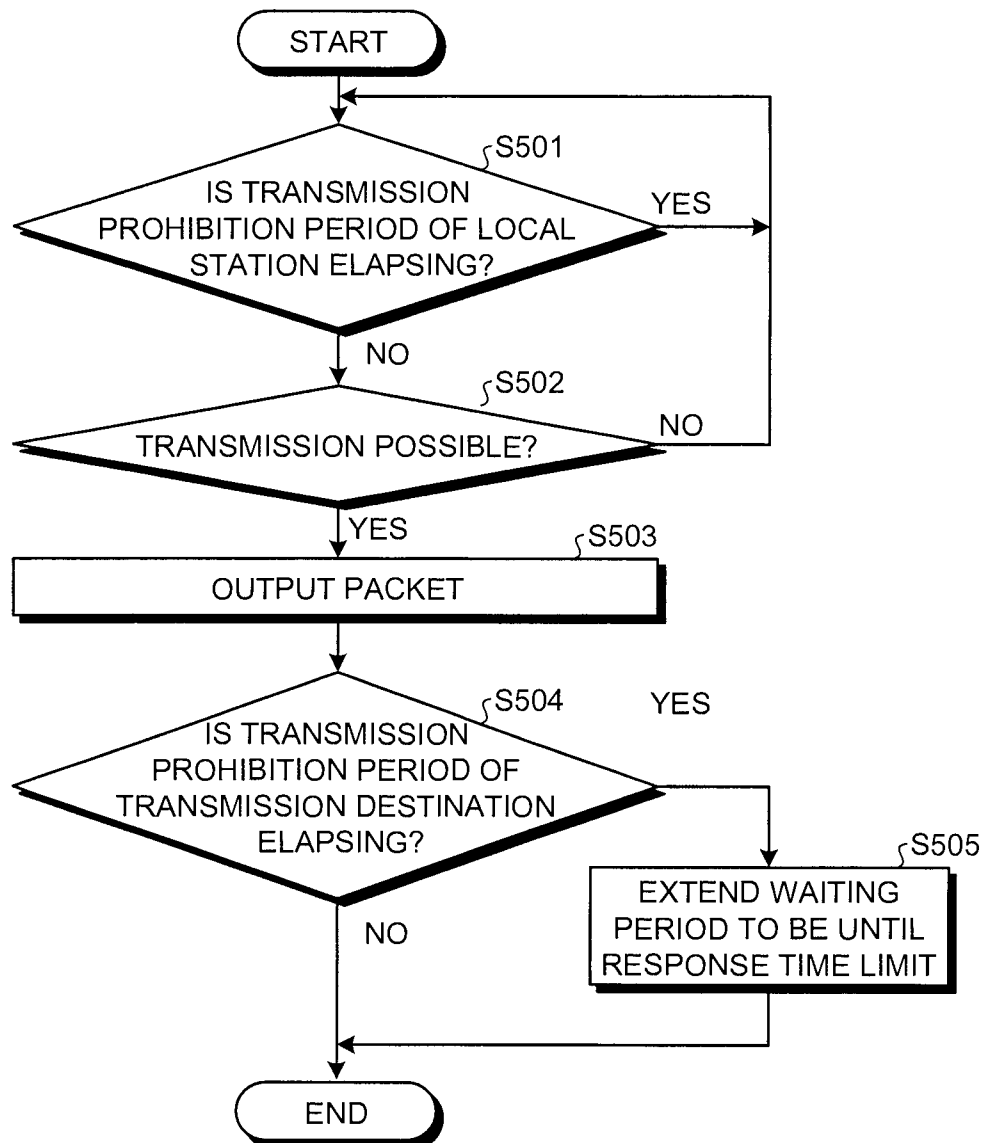 START
S501
IS TRANSMISSION
PROHIBITION PERIOD OF LOCAL
STATION ELAPSING?
YES
NO
S502
TRANSMISSION POSSIBLE?
NO
YES
S503
OUTPUT PACKET
S504
YES
IS TRANSMISSION
PROHIBITION PERIOD OF
TRANSMISSION DESTINATION
ELAPSING?
S505
EXTEND WAITING
PERIOD TO BE UNTIL
RESPONSE TIME LIMIT
NO
END